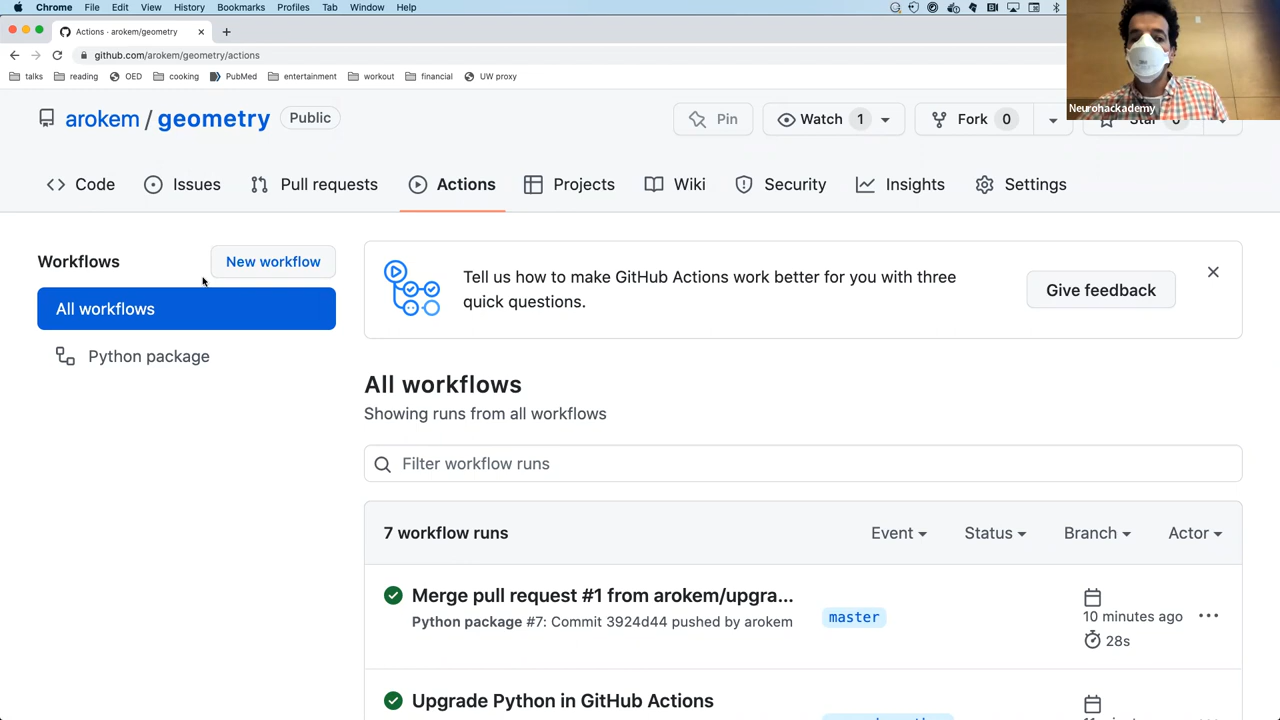 Chrome File Edit View History Bookmarks Profiles Tab Window Help
Actions · arokem/geometry
github.com/arokem/geometry/actions
talks reading OED cooking PubMed entertainment workout financial UW proxy
Neurohackademy
arokem / geometry Public
Pin Watch 1 Fork 0 Star 0
Code Issues Pull requests Actions Projects Wiki Security Insights Settings
Workflows New workflow
All workflows
Python package
Tell us how to make GitHub Actions work better for you with three
quick questions.
Give feedback
All workflows
Showing runs from all workflows
Filter workflow runs
7 workflow runs Event Status Branch Actor
Merge pull request #1 from arokem/upgra...
Python package #7: Commit 3924d44 pushed by arokem
master
10 minutes ago
28s
Upgrade Python in GitHub Actions